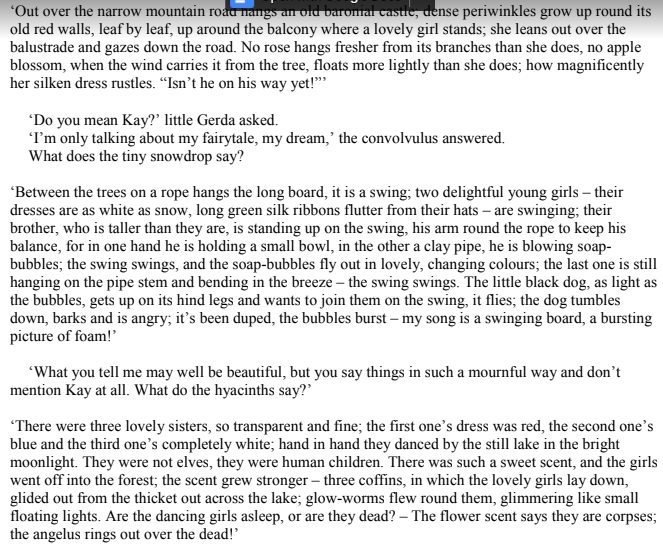 ‘Out over the narrow mountain road hangs an old baronial castle, dense periwinkles grow up round its
old red walls, leaf by leaf, up around the balcony where a lovely girl stands; she leans out over the
balustrade and gazes down the road. No rose hangs fresher from its branches than she does, no apple
blossom, when the wind carries it from the tree, floats more lightly than she does; how magnificently
her silken dress rustles. “Isn’t he on his way yet!”’
‘Do you mean Kay?’ little Gerda asked.
‘I’m only talking about my fairytale, my dream,’ the convolvulus answered.
What does the tiny snowdrop say?
‘Between the trees on a rope hangs the long board, it is a swing; two delightful young girls – their
dresses are as white as snow, long green silk ribbons flutter from their hats – are swinging; their
brother, who is taller than they are, is standing up on the swing, his arm round the rope to keep his
balance, for in one hand he is holding a small bowl, in the other a clay pipe, he is blowing soap-
bubbles; the swing swings, and the soap-bubbles fly out in lovely, changing colours; the last one is still
hanging on the pipe stem and bending in the breeze – the swing swings. The little black dog, as light as
the bubbles, gets up on its hind legs and wants to join them on the swing, it flies; the dog tumbles
down, barks and is angry; it’s been duped, the bubbles burst – my song is a swinging board, a bursting
picture of foam!’
‘What you tell me may well be beautiful, but you say things in such a mournful way and don’t
mention Kay at all. What do the hyacinths say?’
‘There were three lovely sisters, so transparent and fine; the first one’s dress was red, the second one’s
blue and the third one’s completely white; hand in hand they danced by the still lake in the bright
moonlight. They were not elves, they were human children. There was such a sweet scent, and the girls
went off into the forest; the scent grew stronger – three coffins, in which the lovely girls lay down,
glided out from the thicket out across the lake; glow-worms flew round them, glimmering like small
floating lights. Are the dancing girls asleep, or are they dead? – The flower scent says they are corpses;
the angelus rings out over the dead!’